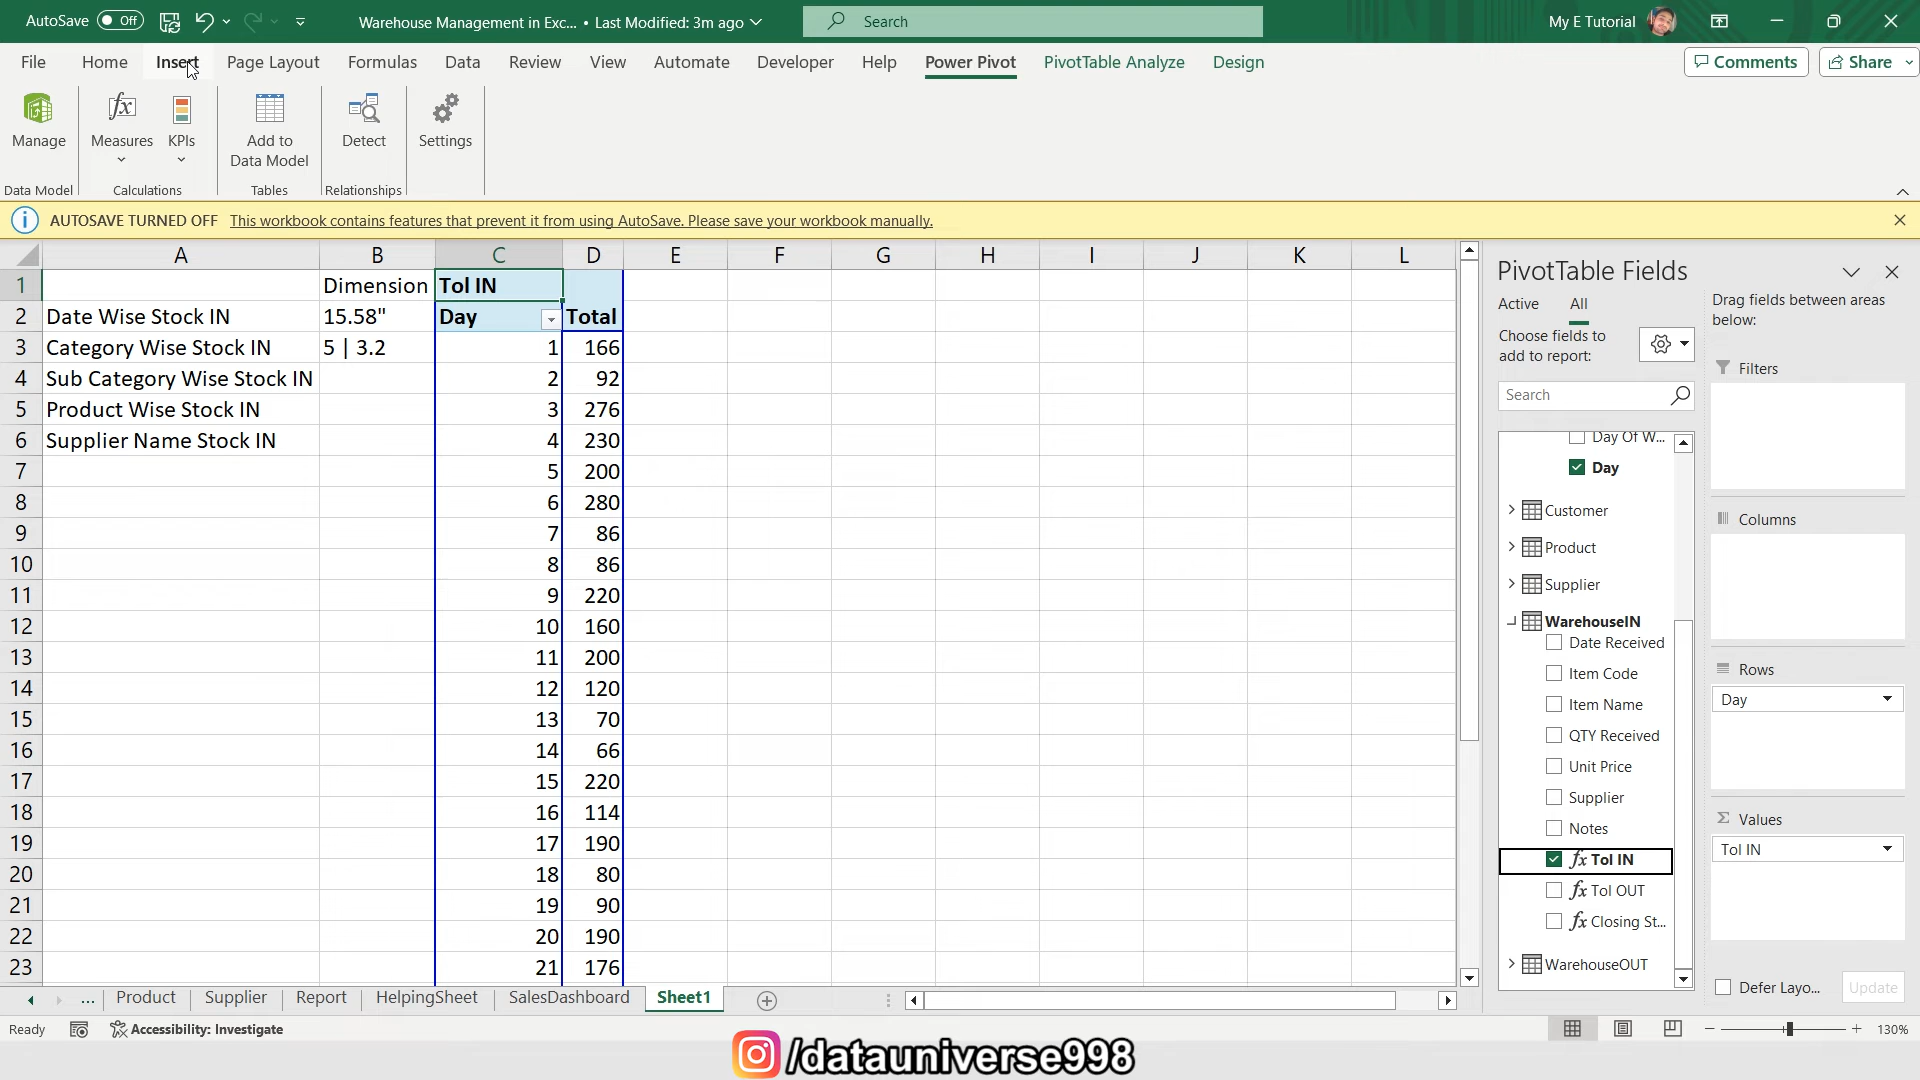 AutoSave Off Warehouse Management in Exc... • Last Modified: 3m ago Search My E Tutorial
File Home Insert Page Layout Formulas Data Review View Automate Developer Help Power Pivot PivotTable Analyze Design Comments Share
Manage Measures KPIs Add to Data Model Detect Settings
Data Model Calculations Tables Relationships
AUTOSAVE TURNED OFF This workbook contains features that prevent it from using AutoSave. Please save your workbook manually.
A B C D E F G H I J K L
1 Dimension Tol IN
2 Date Wise Stock IN 15.58" Day Total
3 Category Wise Stock IN 5 | 3.2 1 166
4 Sub Category Wise Stock IN 2 92
5 Product Wise Stock IN 3 276
6 Supplier Name Stock IN 4 230
7 5 200
8 6 280
9 7 86
10 8 86
11 9 220
12 10 160
13 11 200
14 12 120
15 13 70
16 14 66
17 15 220
18 16 114
19 17 190
20 18 80
21 19 90
22 20 190
23 21 176
PivotTable Fields
Active All
Choose fields to
add to report:
Search
Day Of W...
Day
Customer
Product
Supplier
WarehouseIN
Date Received
Item Code
Item Name
QTY Received
Unit Price
Supplier
Notes
fx Tol IN
fx Tol OUT
fx Closing St...
WarehouseOUT
Drag fields between areas
below:
Filters
Columns
Rows
Day
Σ Values
Tol IN
Defer Layo... Update
... Product Supplier Report HelpingSheet SalesDashboard Sheet1
Ready Accessibility: Investigate 130%
/datauniverse998